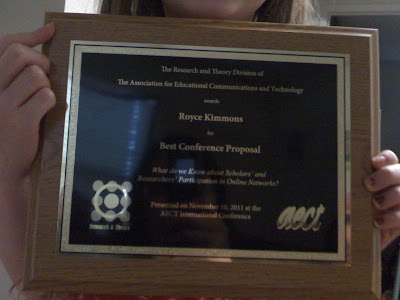 The Research and Theory Division of
The Association for Educational Communications and Technology
awards
Royce Kimmons
for
Best Conference Proposal
What do we Know about Scholars' and
Researchers' Participation in Online Networks?
Presented on November 10, 2011 at the
AECT International Conference
Research & Theory
aect